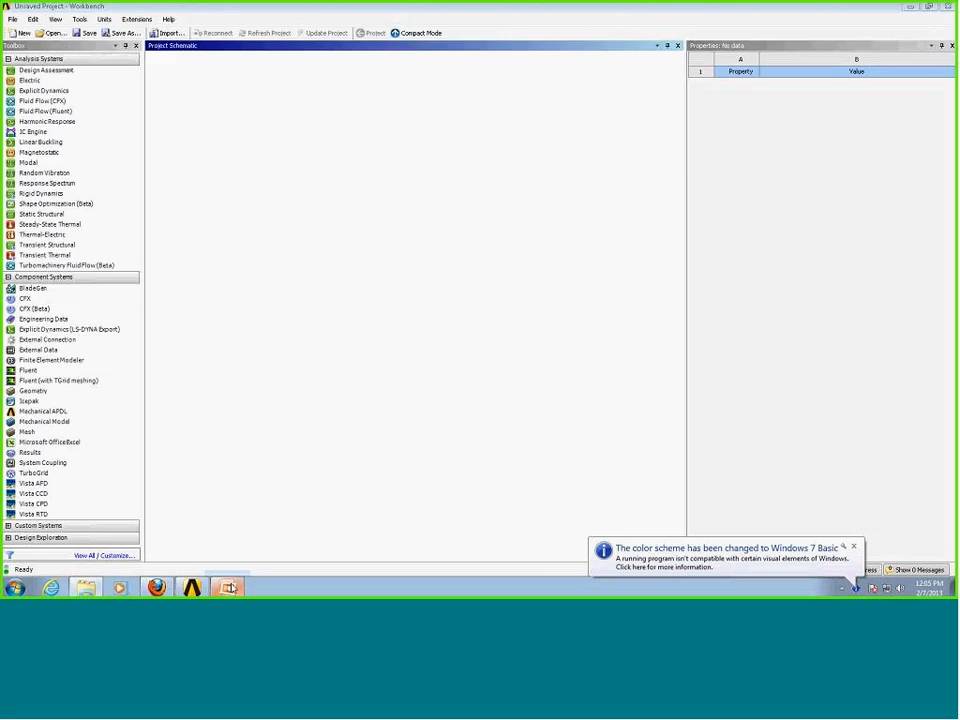 Unsaved Project - Workbench
File Edit View Tools Units Extensions Help
New Open... Save Save As... Import... Reconnect Refresh Project Update Project Project Compact Mode
Toolbox
Project Schematic
Properties: No data
A B
1 Property Value
Analysis Systems
Design Assessment
Electric
Explicit Dynamics
Fluid Flow (CFX)
Fluid Flow (Fluent)
Harmonic Response
IC Engine
Linear Buckling
Magnetostatic
Modal
Random Vibration
Response Spectrum
Rigid Dynamics
Shape Optimization (Beta)
Static Structural
Steady-State Thermal
Thermal-Electric
Transient Structural
Transient Thermal
Turbomachinery Fluid Flow (Beta)
Component Systems
BladeGen
CFX
CFX (Beta)
Engineering Data
Explicit Dynamics (LS-DYNA Export)
External Connection
External Data
Finite Element Modeler
Fluent
Fluent (with TGrid meshing)
Geometry
Icepak
Mechanical APDL
Mechanical Model
Mesh
Microsoft Office Excel
Results
System Coupling
TurboGrid
Vista AFD
Vista CCD
Vista CPD
Vista RTD
Custom Systems
Design Exploration
View All / Customize...
The color scheme has been changed to Windows 7 Basic
A running program isn't compatible with certain visual elements of Windows.
Click here for more information.
Ready
Show 0 Messages
12:05 PM
2/7/2013